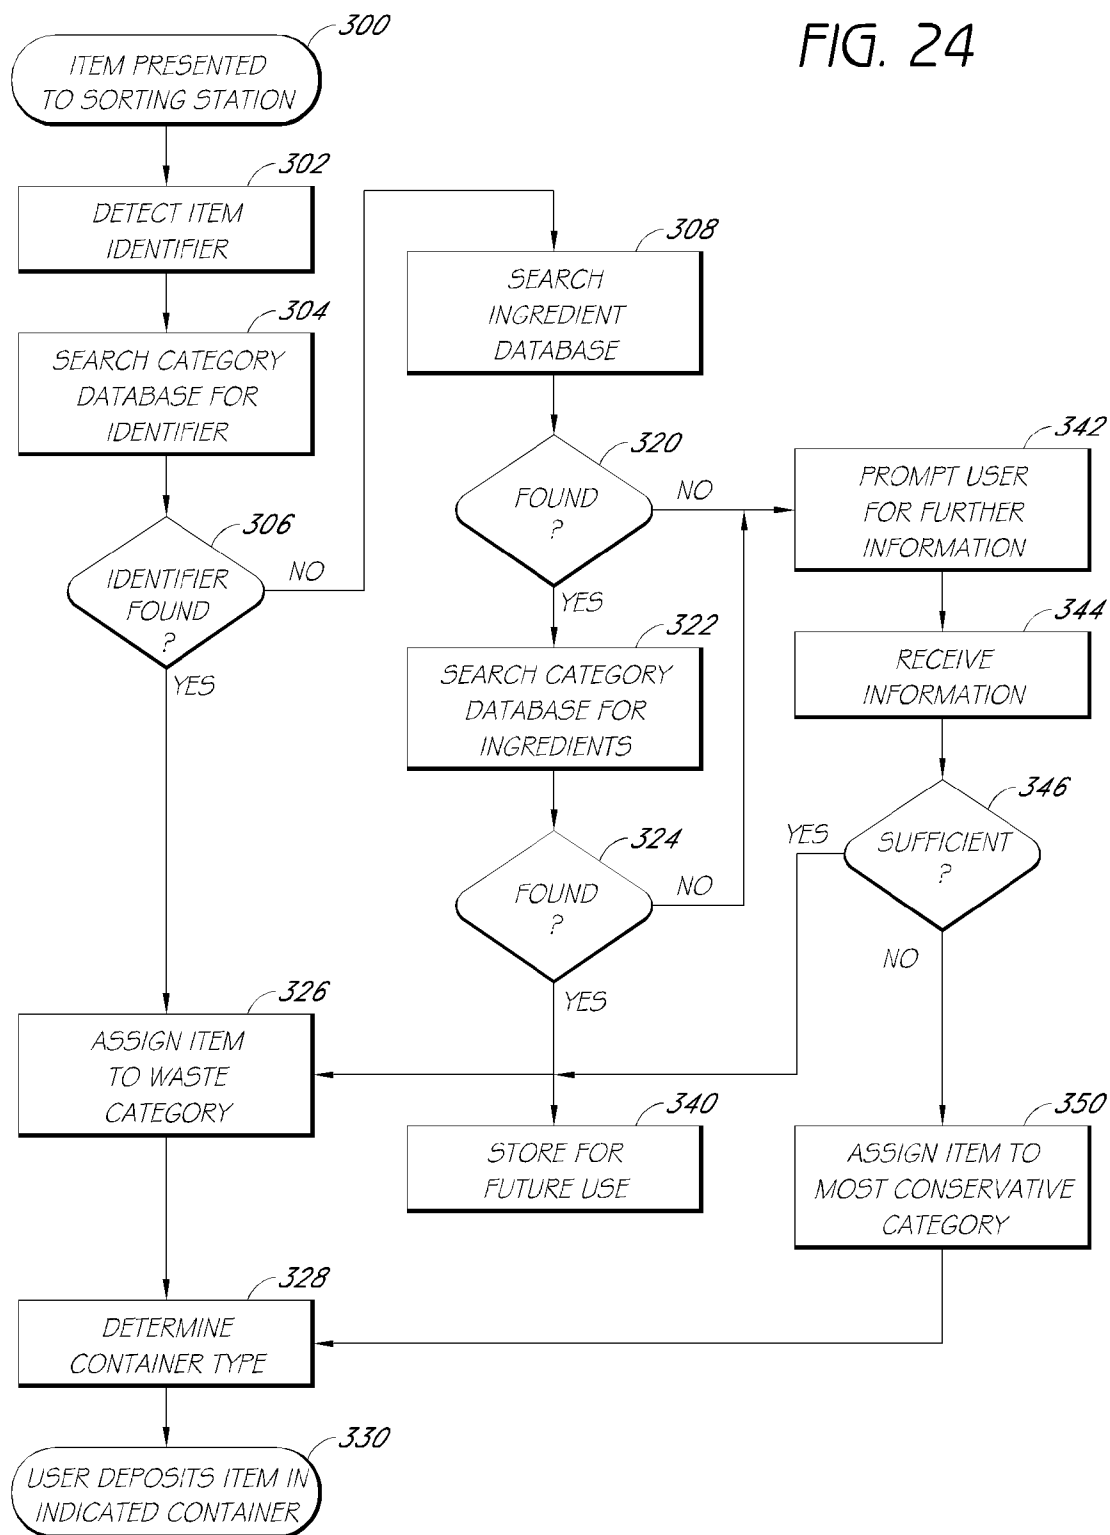 FIG. 24
300
ITEM PRESENTED
TO SORTING STATION
302
DETECT ITEM
IDENTIFIER
304
SEARCH CATEGORY
DATABASE FOR
IDENTIFIER
306
IDENTIFIER
FOUND
?
NO
YES
308
SEARCH
INGREDIENT
DATABASE
320
FOUND
?
NO
YES
322
SEARCH CATEGORY
DATABASE FOR
INGREDIENTS
324
FOUND
?
NO
YES
342
PROMPT USER
FOR FURTHER
INFORMATION
344
RECEIVE
INFORMATION
346
SUFFICIENT
?
YES
NO
326
ASSIGN ITEM
TO WASTE
CATEGORY
340
STORE FOR
FUTURE USE
350
ASSIGN ITEM TO
MOST CONSERVATIVE
CATEGORY
328
DETERMINE
CONTAINER TYPE
330
USER DEPOSITS ITEM IN
INDICATED CONTAINER